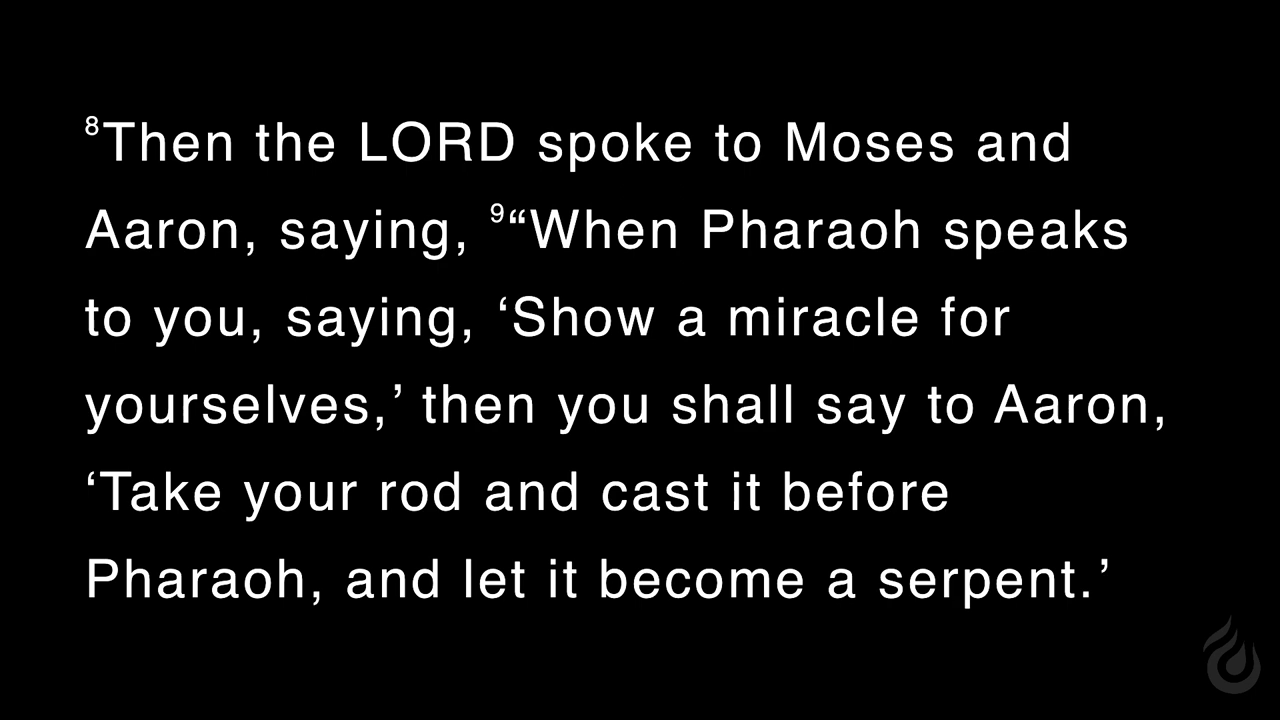 ⁸Then the LORD spoke to Moses and
Aaron, saying, ⁹“When Pharaoh speaks
to you, saying, ‘Show a miracle for
yourselves,’ then you shall say to Aaron,
‘Take your rod and cast it before
Pharaoh, and let it become a serpent.’